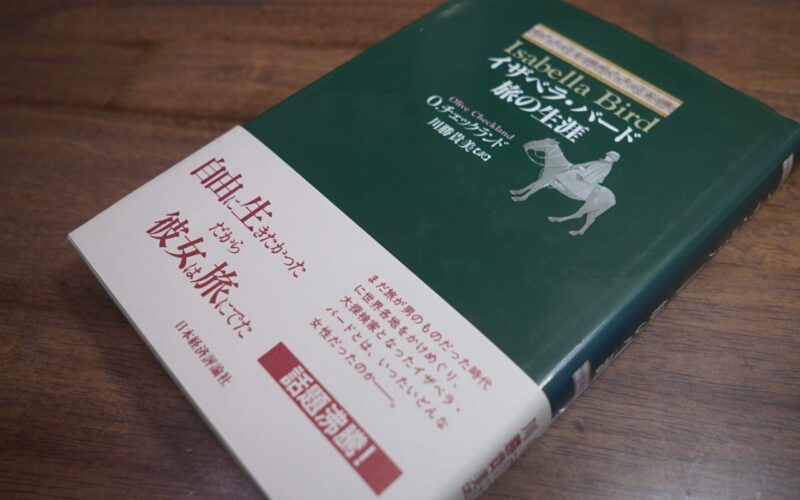 Isabella Bird
イザベラ・バード
旅の生涯
Olive Checkland
O.チェックランド
川勝貴美[訳]
自由に生きたかった
だから
彼女は旅にでた
まだ旅が男のものだった時代
に世界各地をかけめぐり、
大探検家となったイザベラ・
バードとは、いったいどんな
女性だったのか――。
日本経済評論社
話題沸騰!